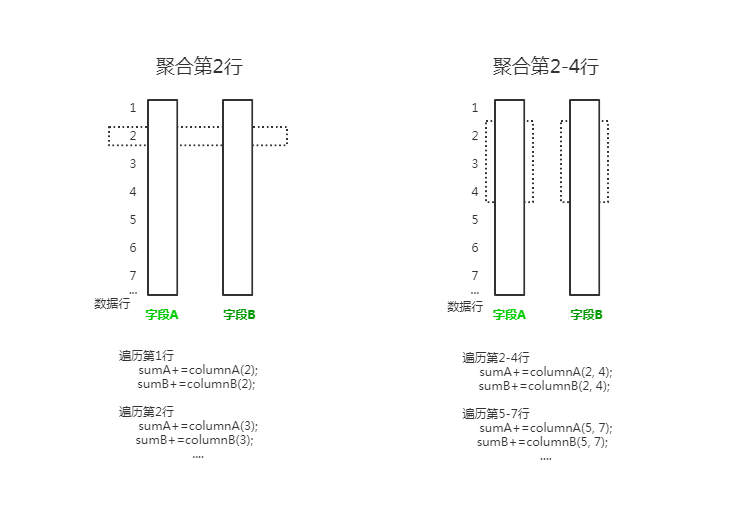 聚合第2行
1
2
3
4
5
6
7
...
数据行
字段A 字段B
遍历第1行
sumA+=columnA(2);
sumB+=columnB(2);
遍历第2行
sumA+=columnA(3);
sumB+=columnB(3);
....
聚合第2-4行
1
2
3
4
5
6
7
...
数据行
字段A 字段B
遍历第2-4行
sumA+=columnA(2, 4);
sumB+=columnB(2, 4);
遍历第5-7行
sumA+=columnA(5, 7);
sumB+=columnB(5, 7);
....